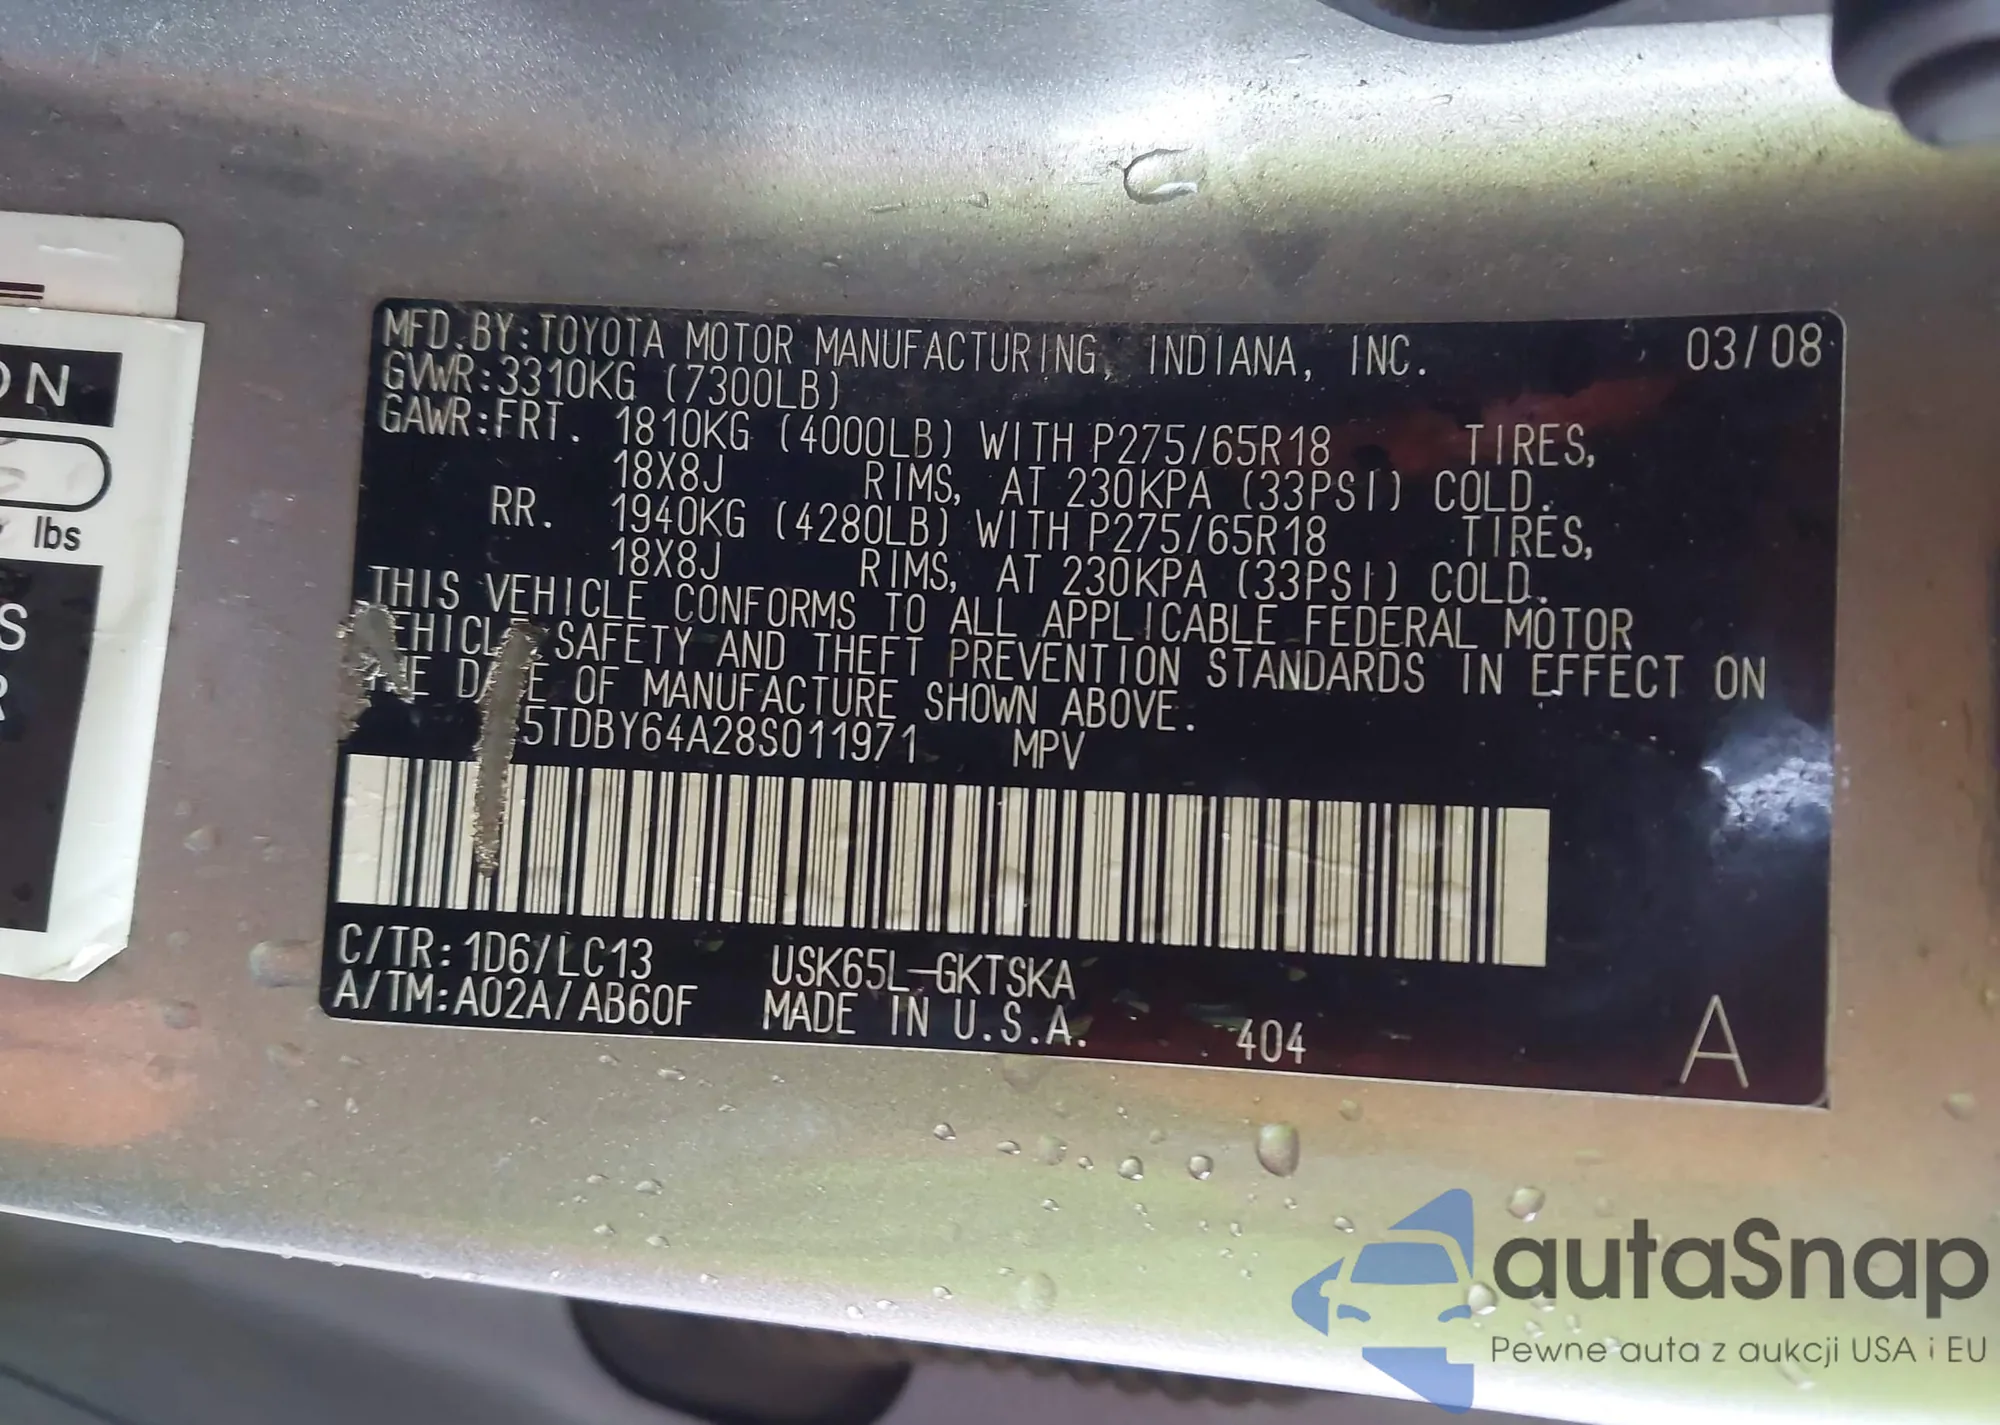 ON
lbs
S
R
MFD.BY:TOYOTA MOTOR MANUFACTURING, INDIANA, INC. 03/08
GVWR:3310KG (7300LB)
GAWR:FRT. 1810KG (4000LB) WITH P275/65R18 TIRES,
18X8J RIMS, AT 230KPA (33PSI) COLD.
RR. 1940KG (4280LB) WITH P275/65R18 TIRES,
18X8J RIMS, AT 230KPA (33PSI) COLD.
THIS VEHICLE CONFORMS TO ALL APPLICABLE FEDERAL MOTOR
VEHICLE SAFETY AND THEFT PREVENTION STANDARDS IN EFFECT ON
THE DATE OF MANUFACTURE SHOWN ABOVE.
5TDBY64A28S011971 MPV
C/TR:1D6/LC13 USK65L-GKTSKA
A/TM:A02A/AB60F MADE IN U.S.A. 404 A
autaSnap
Pewne auta z aukcji USA i EU